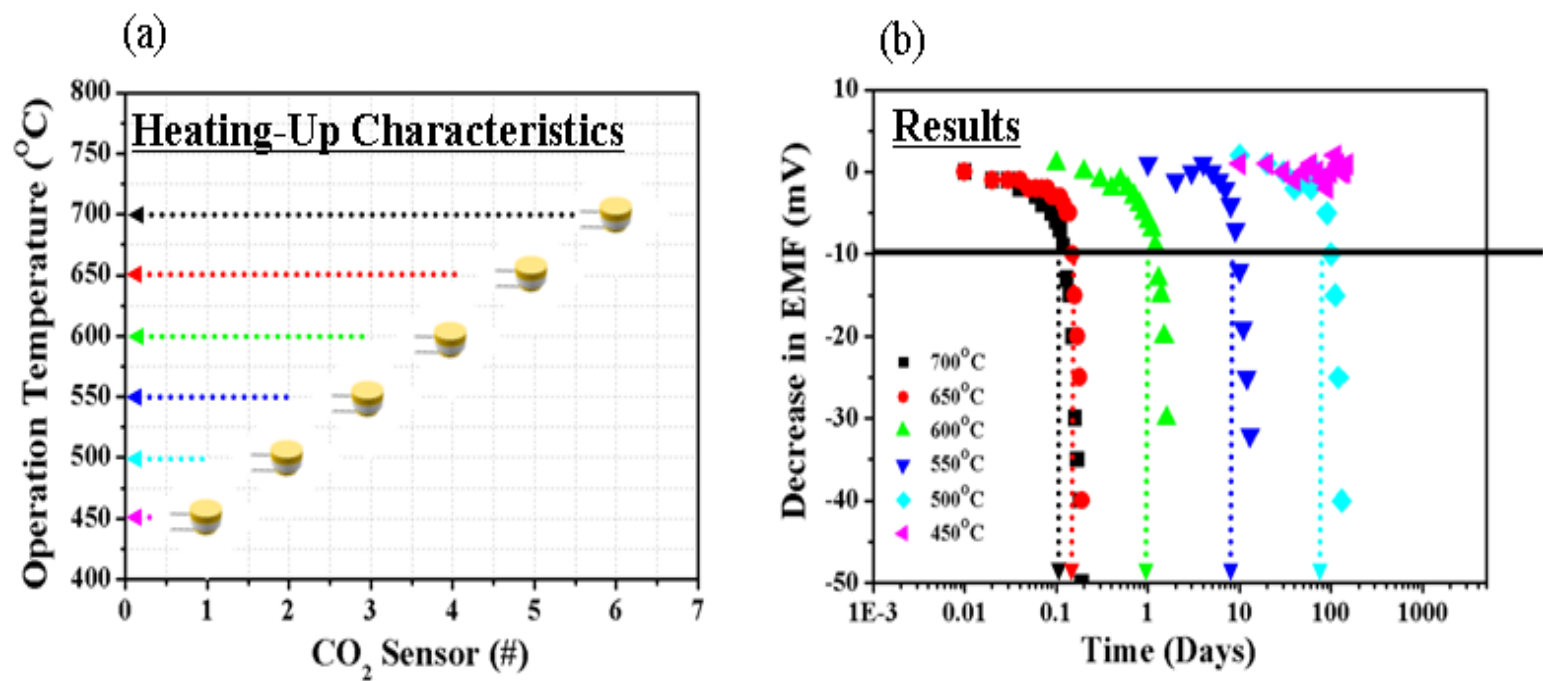 (a)
Heating-Up Characteristics
Operation Temperature (°C)
800
750
700
650
600
550
500
450
400
0 1 2 3 4 5 6 7
CO₂ Sensor (#)
(b)
Results
Decrease in EMF (mV)
10
0
-10
-20
-30
-40
-50
700°C
650°C
600°C
550°C
500°C
450°C
1E-3 0.01 0.1 1 10 100 1000
Time (Days)